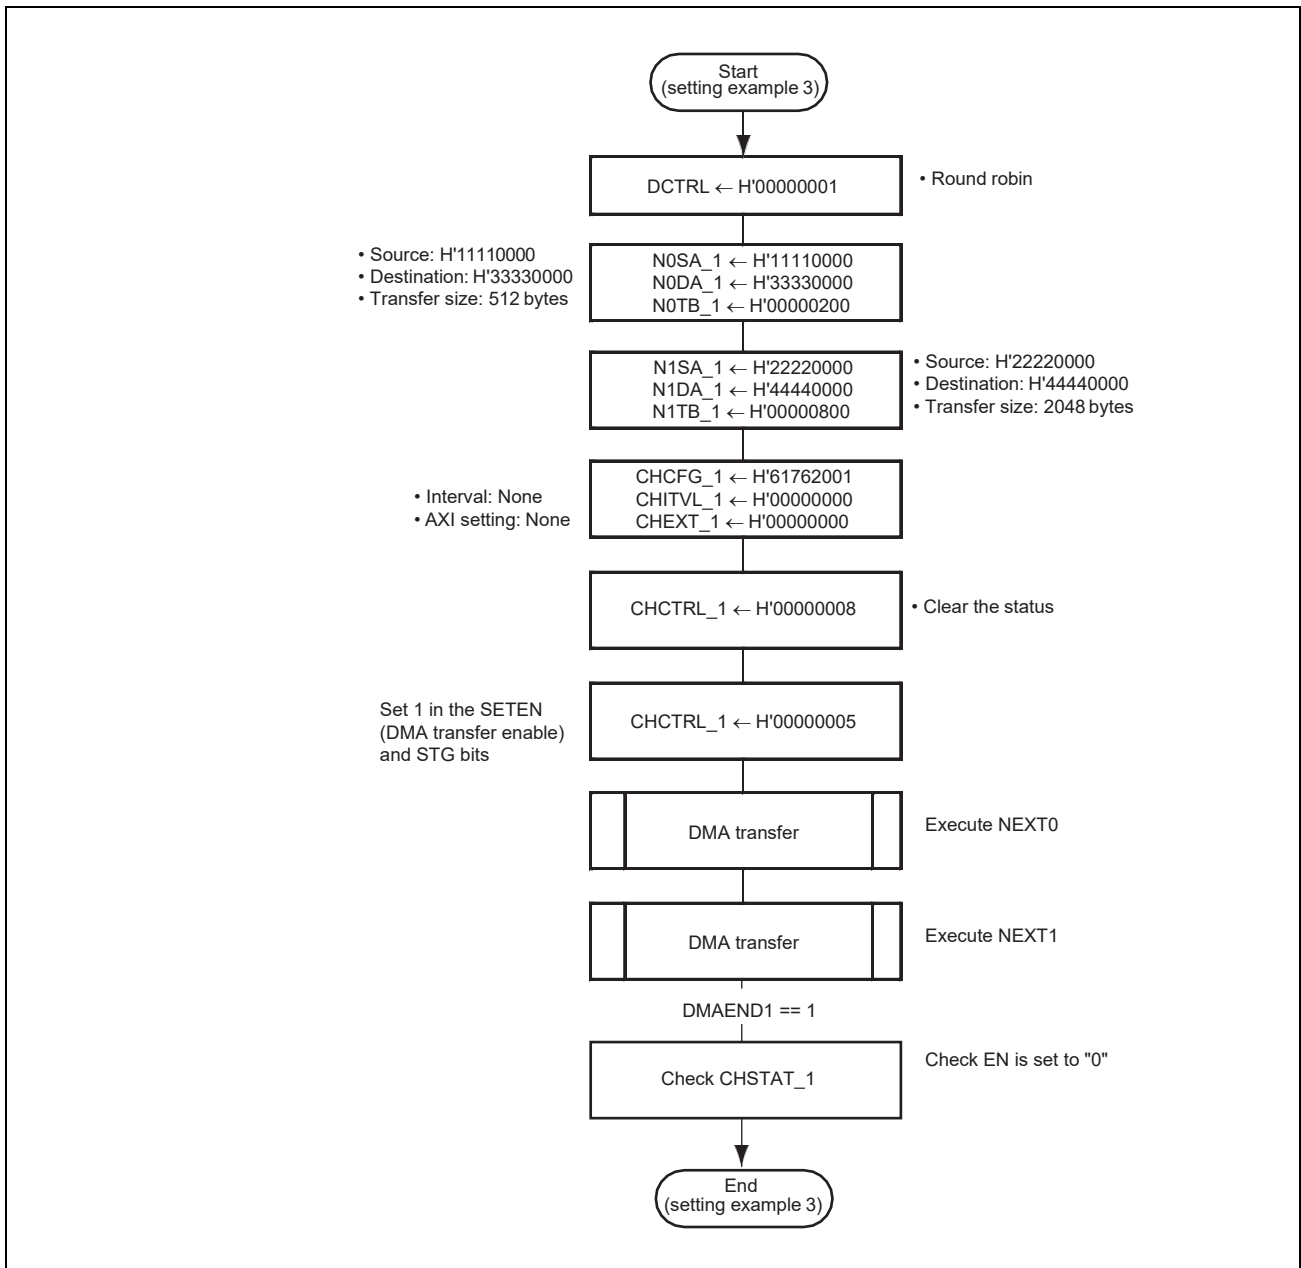 Start
(setting example 3)
DCTRL ← H'00000001
• Round robin
• Source: H'11110000
• Destination: H'33330000
• Transfer size: 512 bytes
N0SA_1 ← H'11110000
N0DA_1 ← H'33330000
N0TB_1 ← H'00000200
N1SA_1 ← H'22220000
N1DA_1 ← H'44440000
N1TB_1 ← H'00000800
• Source: H'22220000
• Destination: H'44440000
• Transfer size: 2048 bytes
• Interval: None
• AXI setting: None
CHCFG_1 ← H'61762001
CHITVL_1 ← H'00000000
CHEXT_1 ← H'00000000
CHCTRL_1 ← H'00000008
• Clear the status
Set 1 in the SETEN
(DMA transfer enable)
and STG bits
CHCTRL_1 ← H'00000005
DMA transfer
Execute NEXT0
DMA transfer
Execute NEXT1
DMAEND1 == 1
Check CHSTAT_1
Check EN is set to "0"
End
(setting example 3)